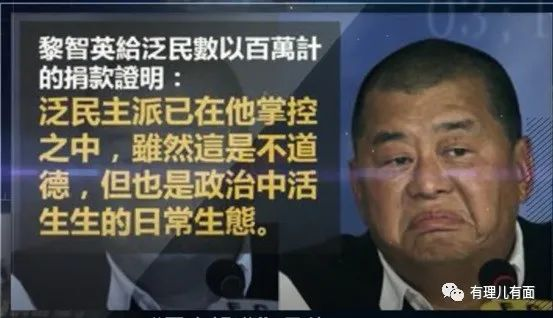 03,1
黎智英給泛民數以百萬計
的捐款證明：
泛民主派已在他掌控
之中，雖然這是不道
德，但也是政治中活
生生的日常生態。
有理儿有面